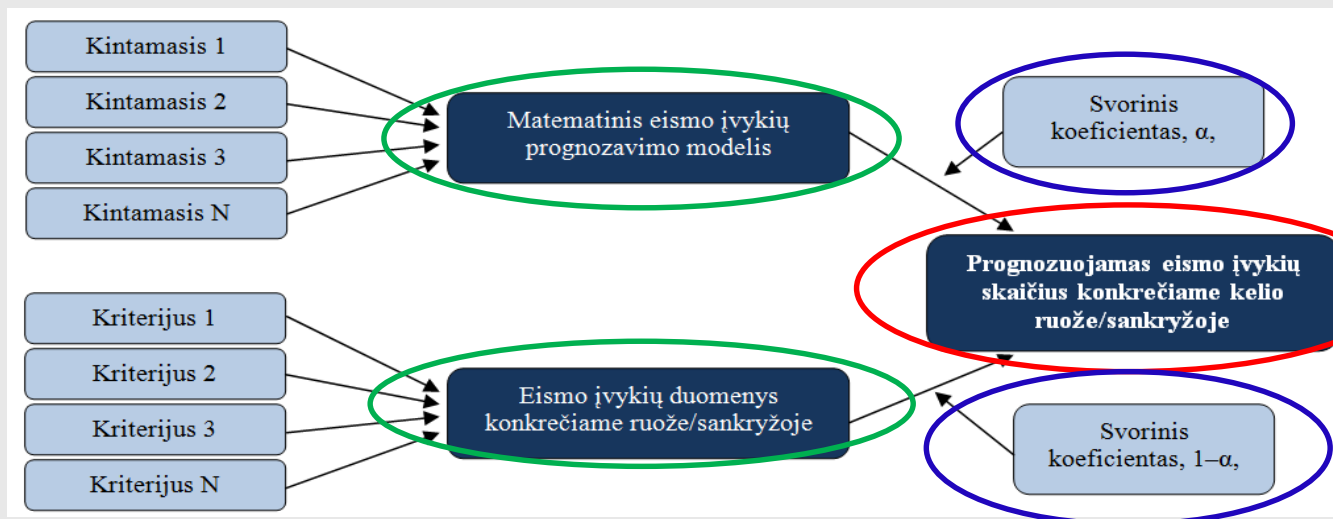 Kintamasis 1
Kintamasis 2
Kintamasis 3
Kintamasis N
Matematinis eismo įvykių
prognozavimo modelis
Svorinis
koeficientas, α,
Prognozuojamas eismo įvykių
skaičius konkrečiame kelio
ruože/sankryžoje
Kriterijus 1
Kriterijus 2
Kriterijus 3
Kriterijus N
Eismo įvykių duomenys
konkrečiame ruože/sankryžoje
Svorinis
koeficientas, 1–α,